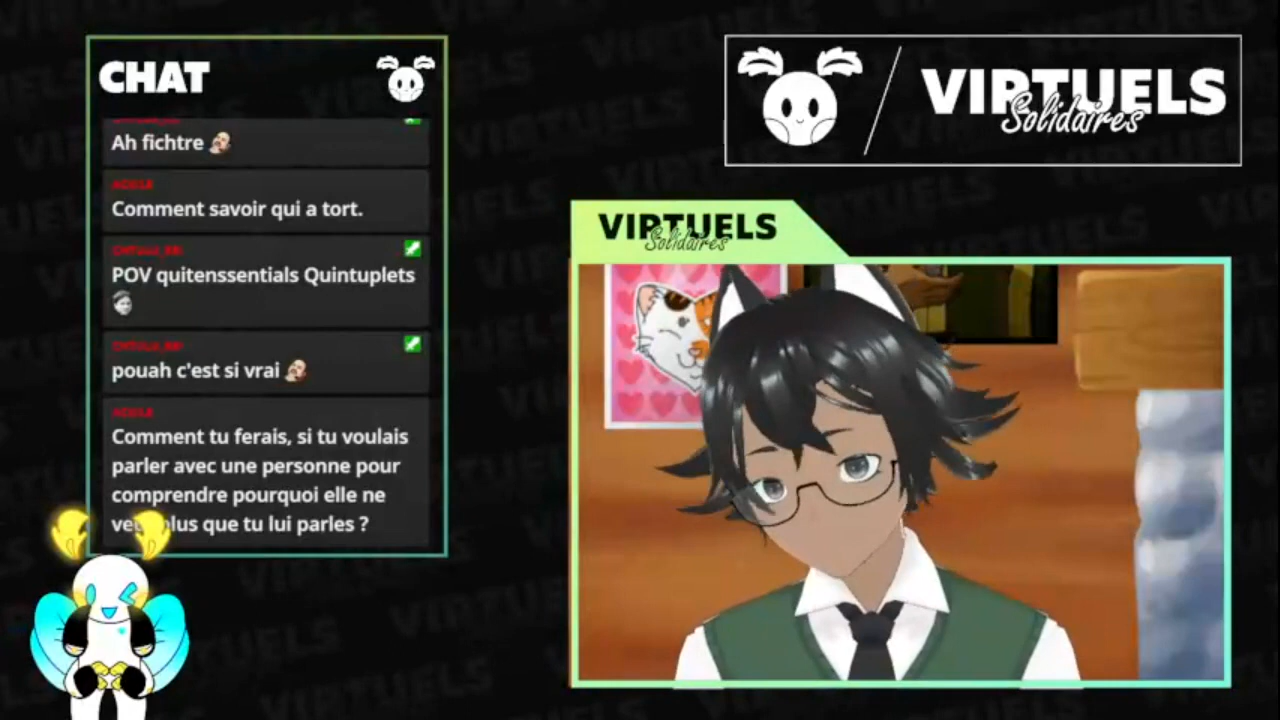 CHAT
Ah fichtre
Comment savoir qui a tort.
POV quitenssentials Quintuplets
pouah c'est si vrai
Comment tu ferais, si tu voulais
parler avec une personne pour
comprendre pourquoi elle ne
plus que tu lui parles ?
VIRTUELS
Solidaires
VIRTUELS
Solidaires